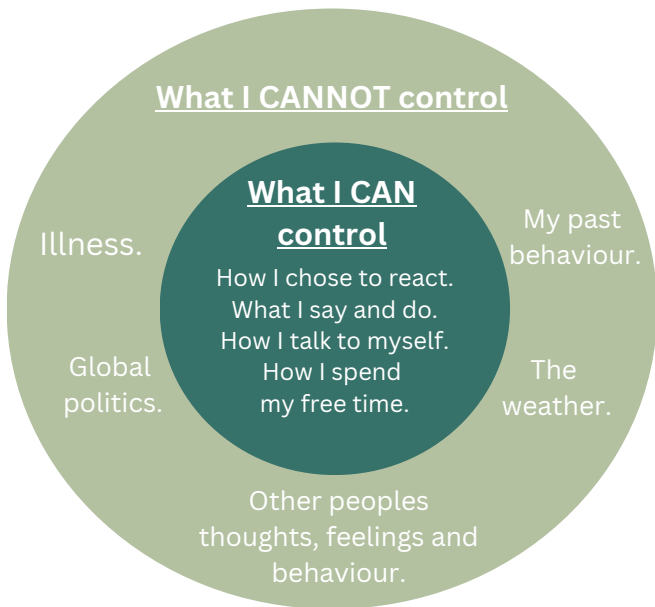 What I CANNOT control
What I CAN
control
How I chose to react.
What I say and do.
How I talk to myself.
How I spend
my free time.
Illness.
My past
behaviour.
Global
politics.
The
weather.
Other peoples
thoughts, feelings and
behaviour.